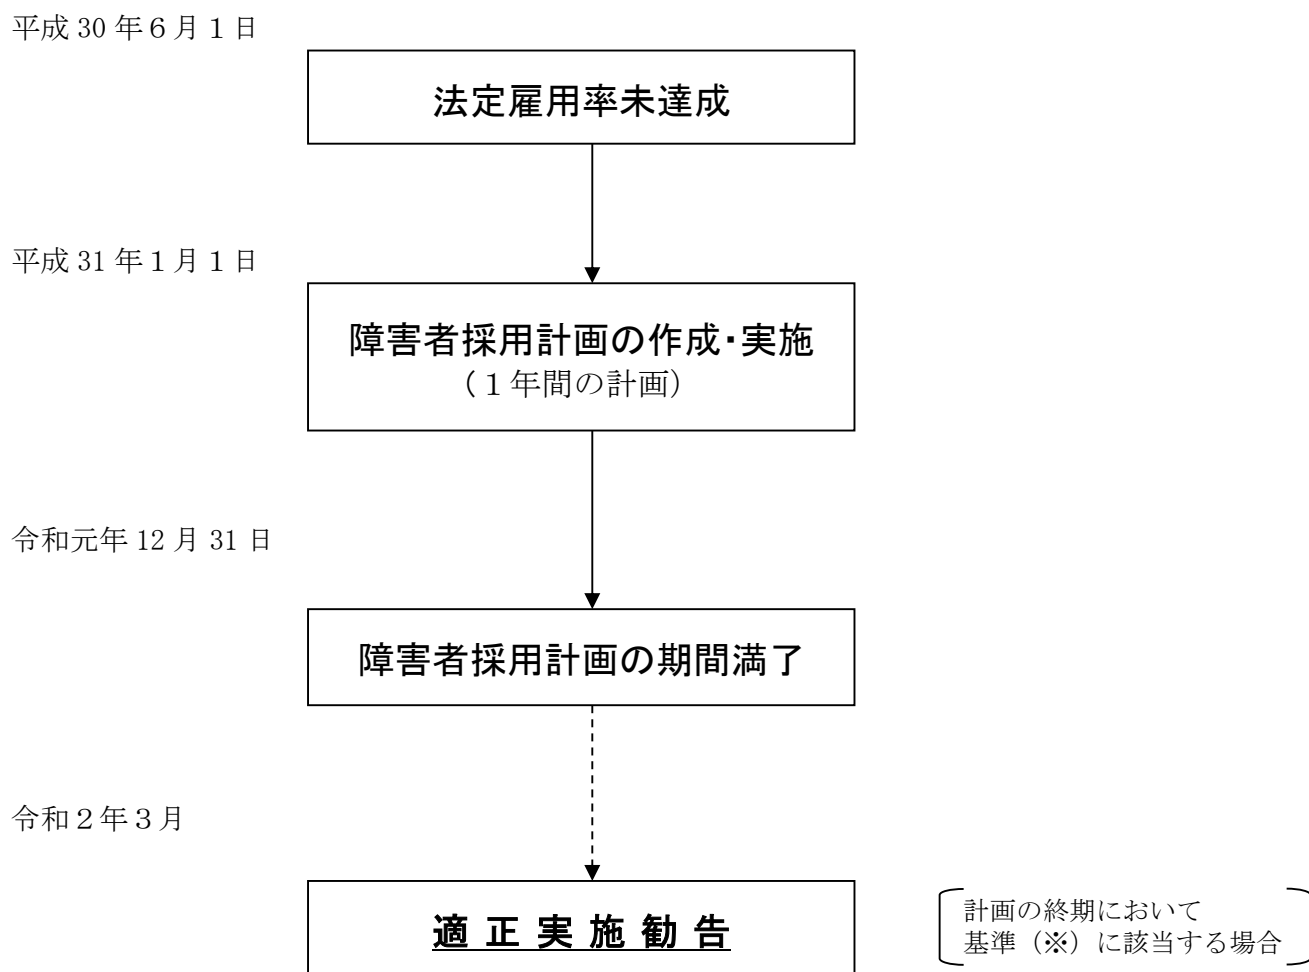 平成 30 年６月１日
法定雇用率未達成
平成 31 年１月１日
障害者採用計画の作成・実施
（１年間の計画）
令和元年 12 月 31 日
障害者採用計画の期間満了
令和２年３月
適 正 実 施 勧 告
計画の終期において
基準（※）に該当する場合